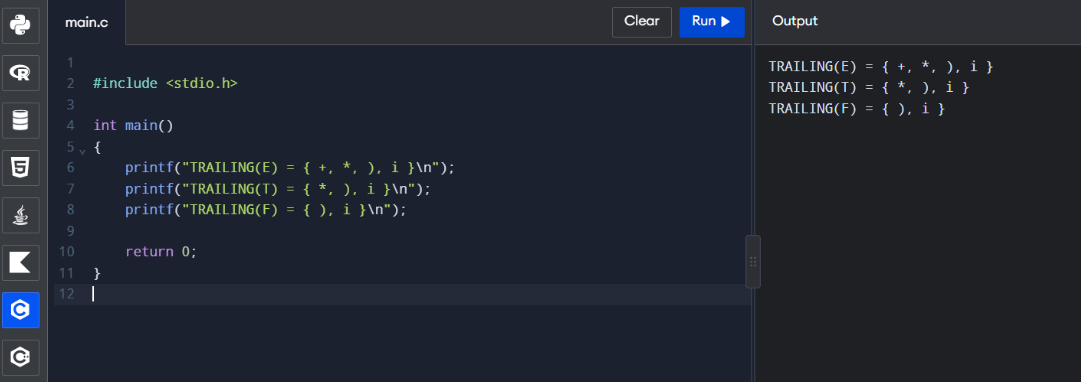 main.c
Clear
Run
Output
1
2 #include <stdio.h>
3
4 int main()
5 {
6     printf("TRAILING(E) = { +, *, ), i }\n");
7     printf("TRAILING(T) = { *, ), i }\n");
8     printf("TRAILING(F) = { ), i }\n");
9
10     return 0;
11 }
12
TRAILING(E) = { +, *, ), i }
TRAILING(T) = { *, ), i }
TRAILING(F) = { ), i }